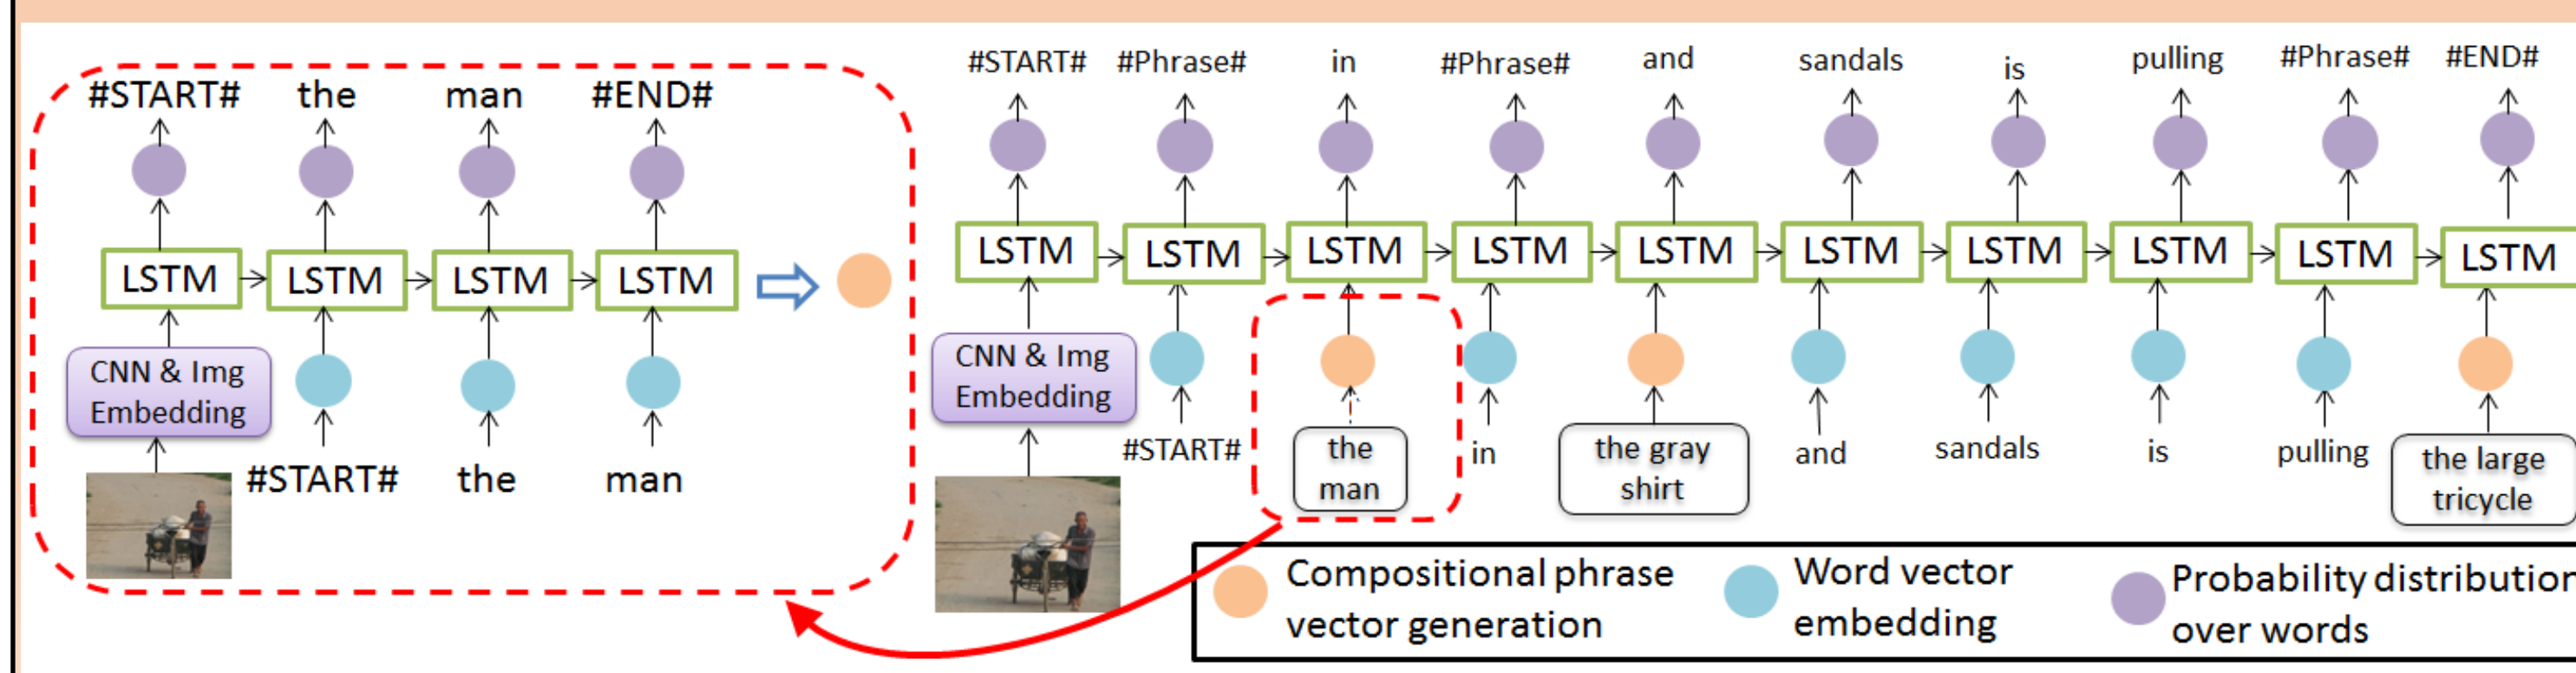 #START# the man #END#
LSTM LSTM LSTM LSTM
CNN & Img
Embedding
#START# the man
#START# #Phrase# in #Phrase# and sandals is pulling #Phrase# #END#
LSTM LSTM LSTM LSTM LSTM LSTM LSTM LSTM LSTM LSTM
CNN & Img
Embedding
#START#
the
man
in
the gray
shirt
and
sandals
is
pulling
the large
tricycle
Compositional phrase
vector generation
Word vector
embedding
Probability distribution
over words